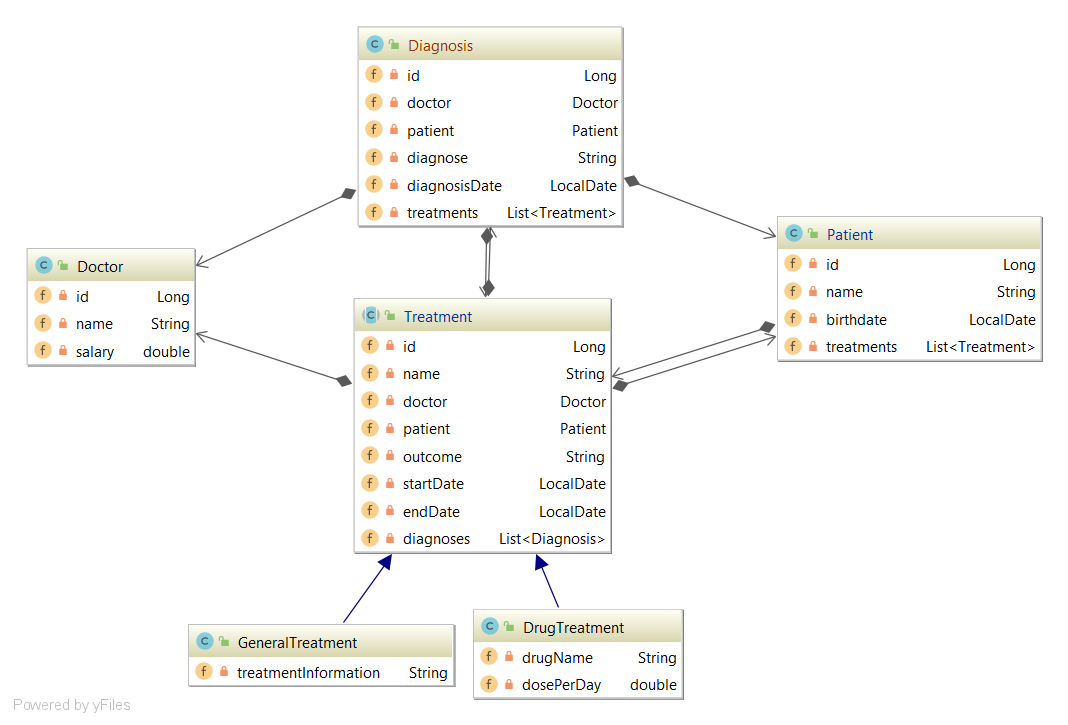 Diagnosis
id Long
doctor Doctor
patient Patient
diagnose String
diagnosisDate LocalDate
treatments List<Treatment>
Patient
id Long
name String
birthdate LocalDate
treatments List<Treatment>
Doctor
id Long
name String
salary double
Treatment
id Long
name String
doctor Doctor
patient Patient
outcome String
startDate LocalDate
endDate LocalDate
diagnoses List<Diagnosis>
GeneralTreatment
treatmentInformation String
DrugTreatment
drugName String
dosePerDay double
Powered by yFiles